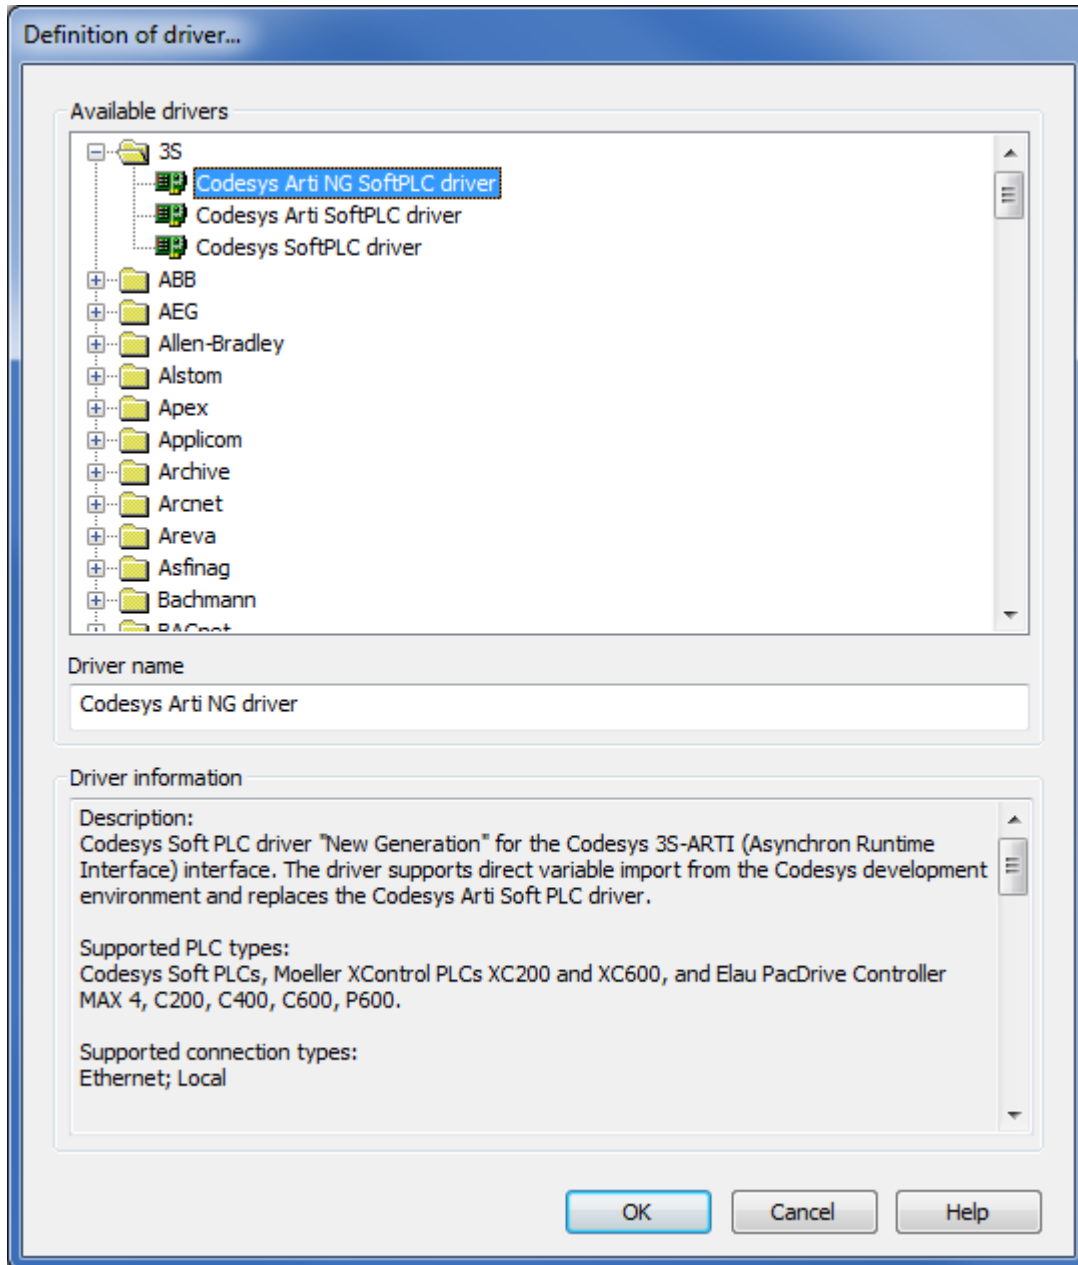 Definition of driver...
Available drivers
3S
Codesys Arti NG SoftPLC driver
Codesys Arti SoftPLC driver
Codesys SoftPLC driver
ABB
AEG
Allen-Bradley
Alstom
Apex
Applicom
Archive
Arcnet
Areva
Asfinag
Bachmann
BACnet
Driver name
Codesys Arti NG driver
Driver information
Description:
Codesys Soft PLC driver "New Generation" for the Codesys 3S-ARTI (Asynchron Runtime
Interface) interface. The driver supports direct variable import from the Codesys development
environment and replaces the Codesys Arti Soft PLC driver.
Supported PLC types:
Codesys Soft PLCs, Moeller XControl PLCs XC200 and XC600, and Elau PacDrive Controller
MAX 4, C200, C400, C600, P600.
Supported connection types:
Ethernet; Local
OK Cancel Help